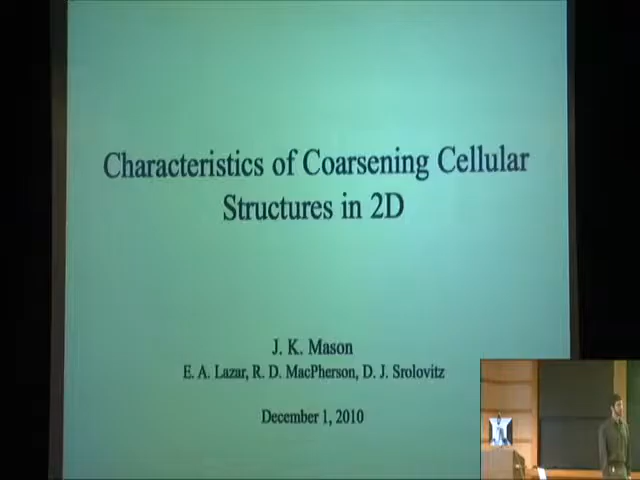 Characteristics of Coarsening Cellular
Structures in 2D
J. K. Mason
E. A. Lazar, R. D. MacPherson, D. J. Srolovitz
December 1, 2010